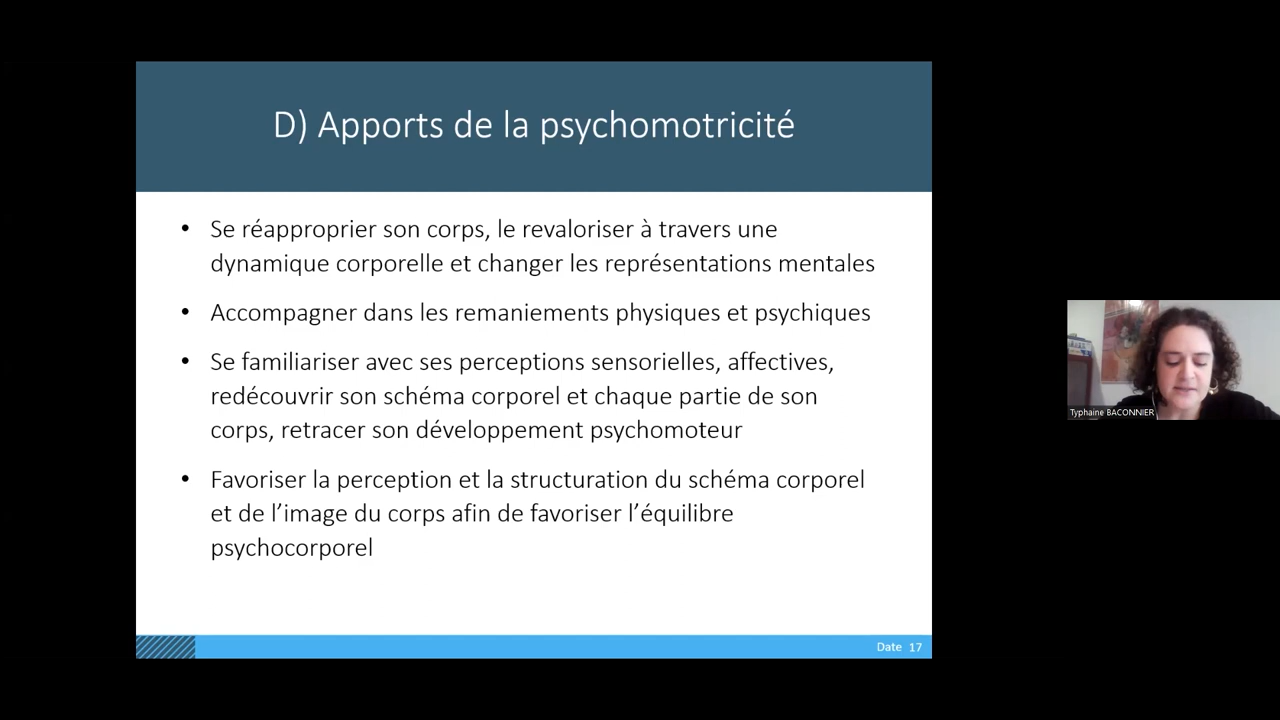 D) Apports de la psychomotricité
• Se réapproprier son corps, le revaloriser à travers une
dynamique corporelle et changer les représentations mentales
• Accompagner dans les remaniements physiques et psychiques
• Se familiariser avec ses perceptions sensorielles, affectives,
redécouvrir son schéma corporel et chaque partie de son
corps, retracer son développement psychomoteur
• Favoriser la perception et la structuration du schéma corporel
et de l’image du corps afin de favoriser l’équilibre
psychocorporel
Date 17
Typhaine BACONNIER